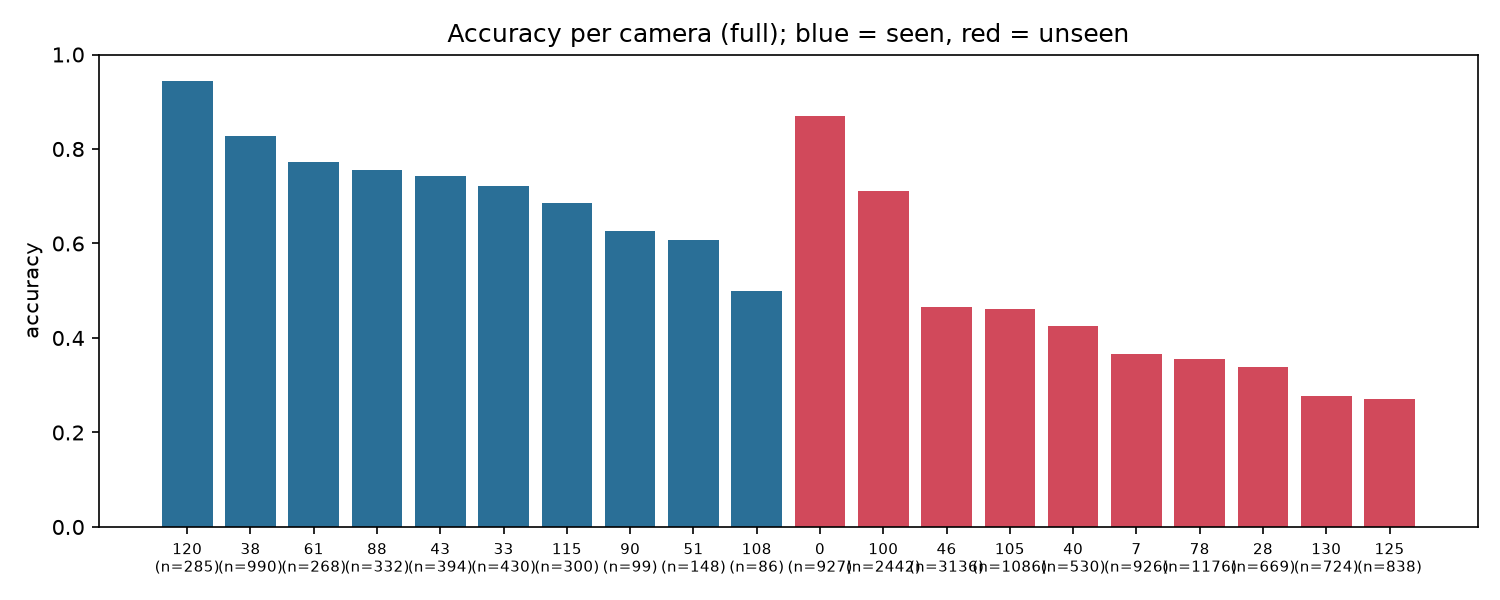 Accuracy per camera (full); blue = seen, red = unseen
accuracy
1.0
0.8
0.6
0.4
0.2
0.0
120 38 61 88 43 33 115 90 51 108 0 100 46 105 40 7 78 28 130 125
(n=285) (n=990) (n=268) (n=332) (n=394) (n=430) (n=300) (n=99) (n=148) (n=86) (n=927) (n=2442) (n=3136) (n=1086) (n=530) (n=926) (n=1176) (n=669) (n=724) (n=838)